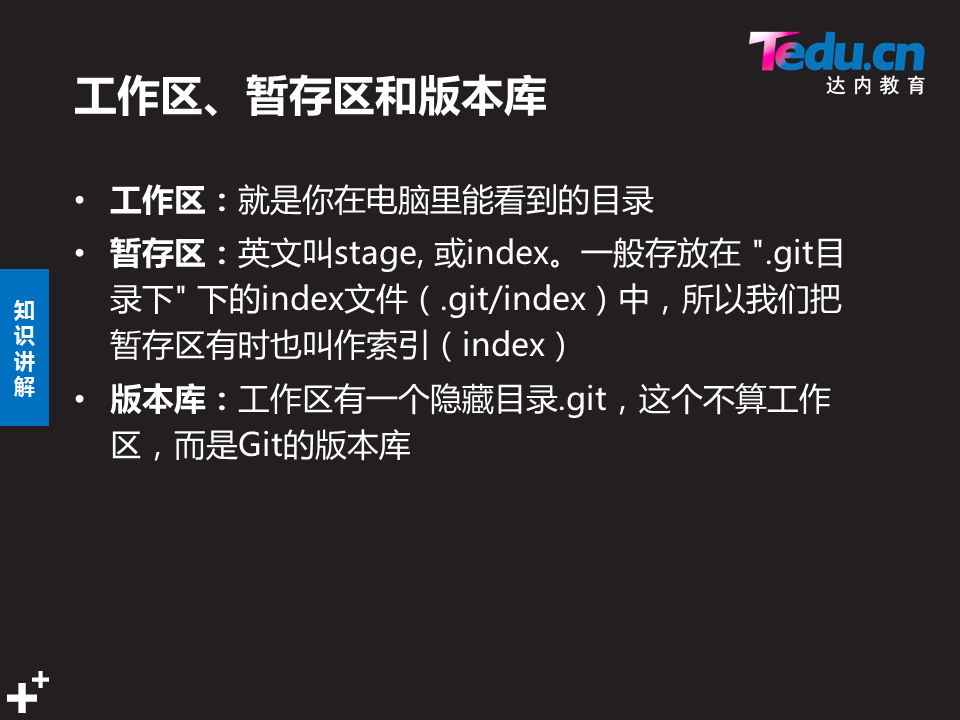 Tedu.cn
达内教育
工作区、暂存区和版本库
• 工作区：就是你在电脑里能看到的目录
• 暂存区：英文叫stage, 或index。一般存放在 ".git目
录下" 下的index文件（.git/index）中，所以我们把
暂存区有时也叫作索引（index）
• 版本库：工作区有一个隐藏目录.git，这个不算工作
区，而是Git的版本库
知
识
讲
解